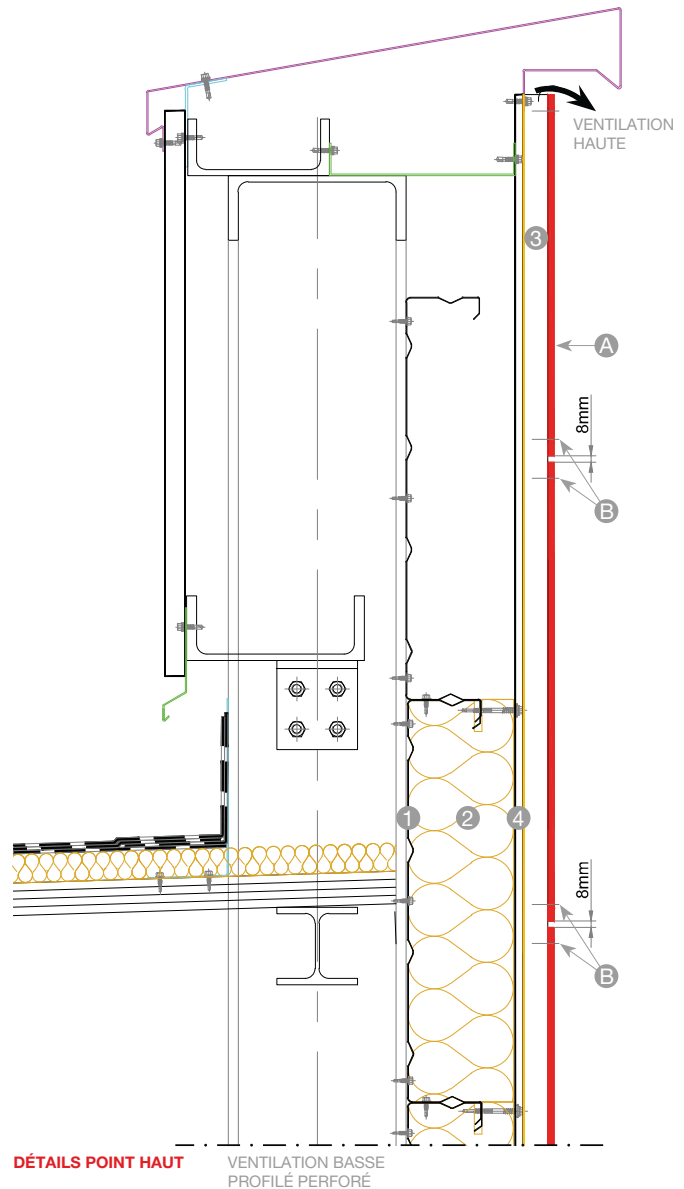 VENTILATION
HAUTE
3
A
8mm
B
1
2
4
8mm
B
DÉTAILS POINT HAUT
VENTILATION BASSE
PROFILÉ PERFORÉ